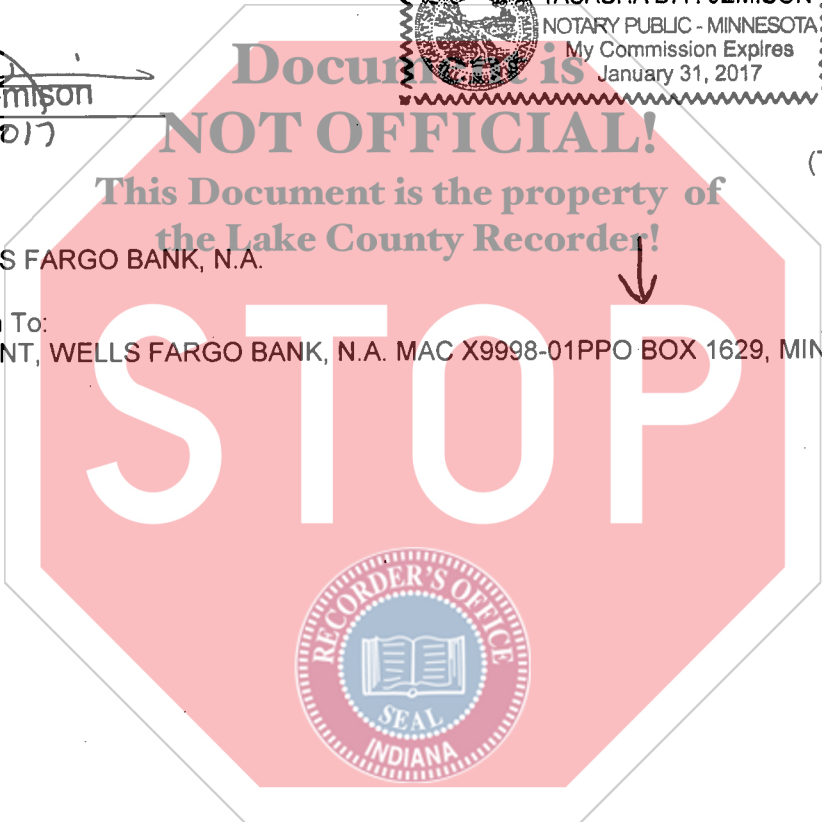 NOTARY PUBLIC - MINNESOTA
My Commission Expires
January 31, 2017
mison
2017
Document is
NOT OFFICIAL!
This Document is the property of
the Lake County Recorder!
S FARGO BANK, N.A.
To:
NT, WELLS FARGO BANK, N.A. MAC X9998-01PPO BOX 1629, MIN
STOP
RECORDER'S OFFICE
SEAL
INDIANA